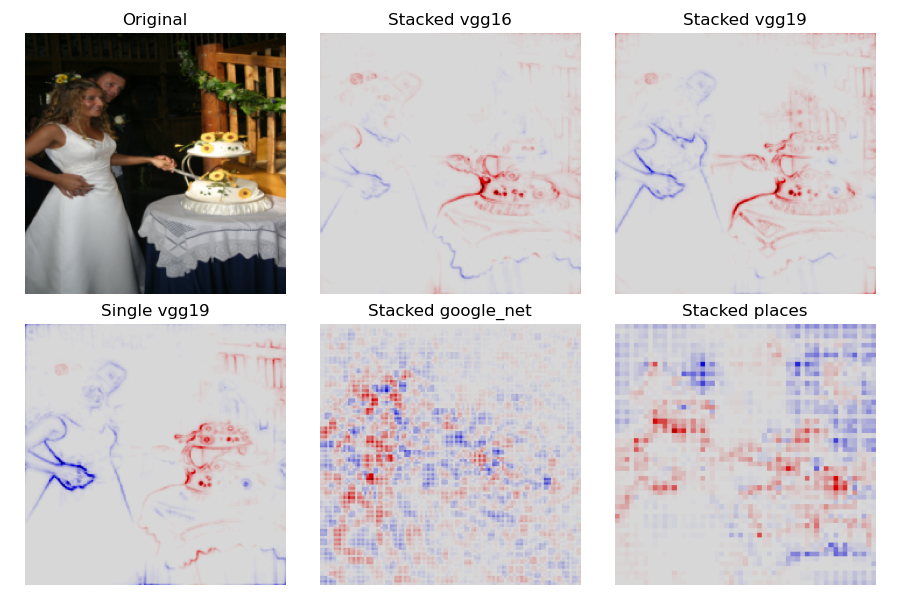 Original
Stacked vgg16
Stacked vgg19
Single vgg19
Stacked google_net
Stacked places